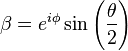 β = e^{iϕ} sin(θ/2)